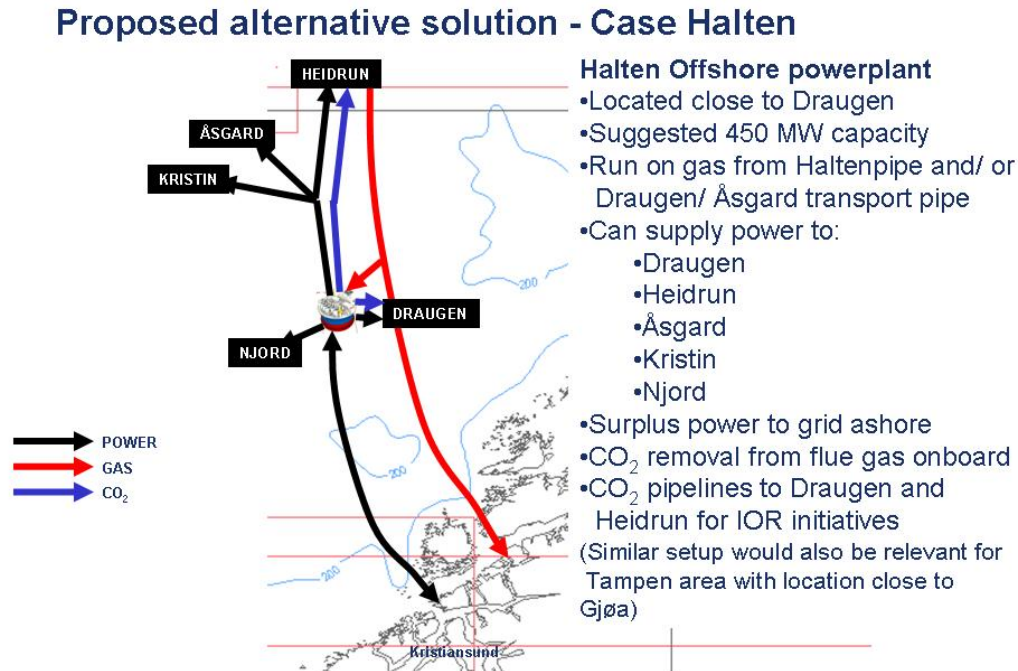 Proposed alternative solution - Case Halten
HEIDRUN
ÅSGARD
KRISTIN
DRAUGEN
NJORD
200
200
200
POWER
GAS
CO₂
Kristiansund
Halten Offshore powerplant
•Located close to Draugen
•Suggested 450 MW capacity
•Run on gas from Haltenpipe and/ or
Draugen/ Åsgard transport pipe
•Can supply power to:
•Draugen
•Heidrun
•Åsgard
•Kristin
•Njord
•Surplus power to grid ashore
•CO₂ removal from flue gas onboard
•CO₂ pipelines to Draugen and
Heidrun for IOR initiatives
(Similar setup would also be relevant for
Tampen area with location close to
Gjøa)